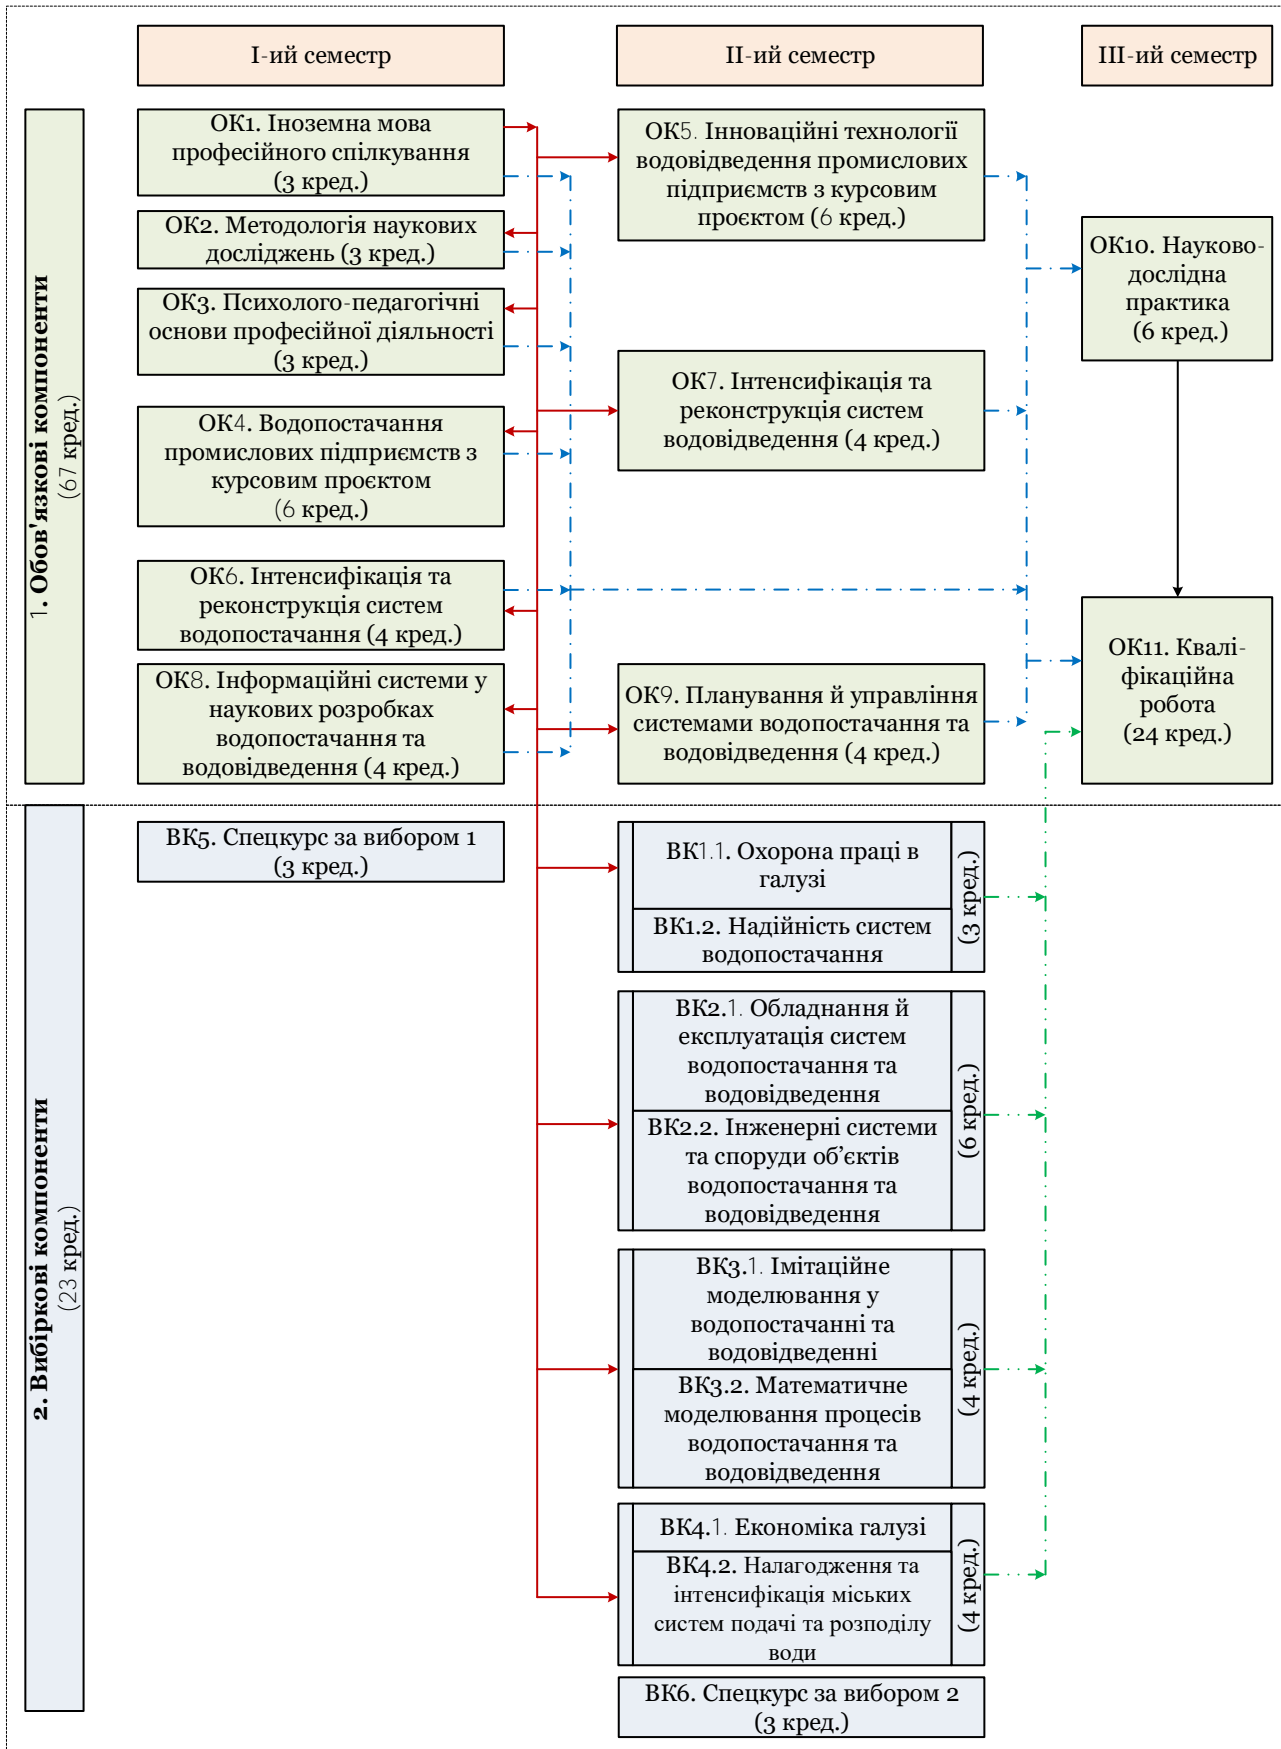 І-ий семестр
ІІ-ий семестр
ІІІ-ий семестр
1. Обов'язкові компоненти
(67 кред.)
ОК1. Іноземна мова
професійного спілкування
(3 кред.)
ОК2. Методологія наукових
досліджень (3 кред.)
ОК3. Психолого-педагогічні
основи професійної діяльності
(3 кред.)
ОК4. Водопостачання
промислових підприємств з
курсовим проєктом
(6 кред.)
ОК6. Інтенсифікація та
реконструкція систем
водопостачання (4 кред.)
ОК8. Інформаційні системи у
наукових розробках
водопостачання та
водовідведення (4 кред.)
ОК5. Інноваційні технології
водовідведення промислових
підприємств з курсовим
проєктом (6 кред.)
ОК7. Інтенсифікація та
реконструкція систем
водовідведення (4 кред.)
ОК9. Планування й управління
системами водопостачання та
водовідведення (4 кред.)
ОК10. Науково-
дослідна
практика
(6 кред.)
ОК11. Квалі-
фікаційна
робота
(24 кред.)
2. Вибіркові компоненти
(23 кред.)
ВК5. Спецкурс за вибором 1
(3 кред.)
ВК1.1. Охорона праці в
галузі
ВК1.2. Надійність систем
водопостачання
(3 кред.)
ВК2.1. Обладнання й
експлуатація систем
водопостачання та
водовідведення
ВК2.2. Інженерні системи
та споруди об’єктів
водопостачання та
водовідведення
(6 кред.)
ВК3.1. Імітаційне
моделювання у
водопостачанні та
водовідведенні
ВК3.2. Математичне
моделювання процесів
водопостачання та
водовідведення
(4 кред.)
ВК4.1. Економіка галузі
ВК4.2. Налагодження та
інтенсифікація міських
систем подачі та розподілу
води
(4 кред.)
ВК6. Спецкурс за вибором 2
(3 кред.)